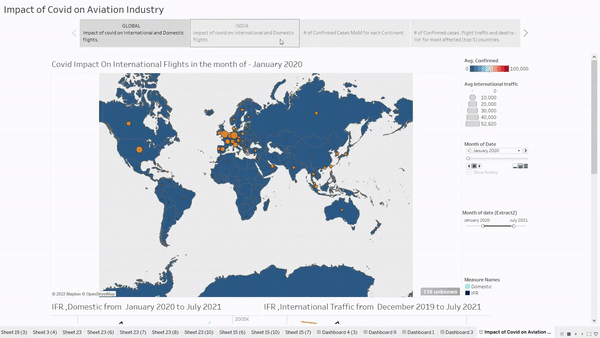 Impact of Covid on Aviation Industry
GLOBAL
Impact of covid on International and Domestic
flights.
INDIA
Impact of covid on International and Domestic
flights.
# of Confirmed Cases MoM for each Continent
# of Confirmed cases, flight traffic and
for most affected (top 5) countries.
Covid Impact On International Flights in the month of - January 2020
Avg. Confirmed
100,000
Avg International traffic
10,000
20,000
30,000
40,000
52,820
Month of Date
January 2020
Show history
Month of date (Extract2)
January 2020 July 2021
Measure Names
Domestic
IFR
© 2022 Mapbox © OpenStreetMap
116 unknown
IFR ,Domestic from January 2020 to July 2021
IFR ,International Traffic from December 2019 to July 2021
2000K
Sheet 19 (3) Sheet 3 (4) Sheet 23 Sheet 23 (6) Sheet 23 (7) Sheet 23 (9) Sheet 23 (10) Sheet 15 (6) Sheet 15 (10) Sheet 15 (7) Dashboard 4 (3) Dashboard 9 Dashboard 1 Dashboard 3 Impact of Covid on Aviation ...